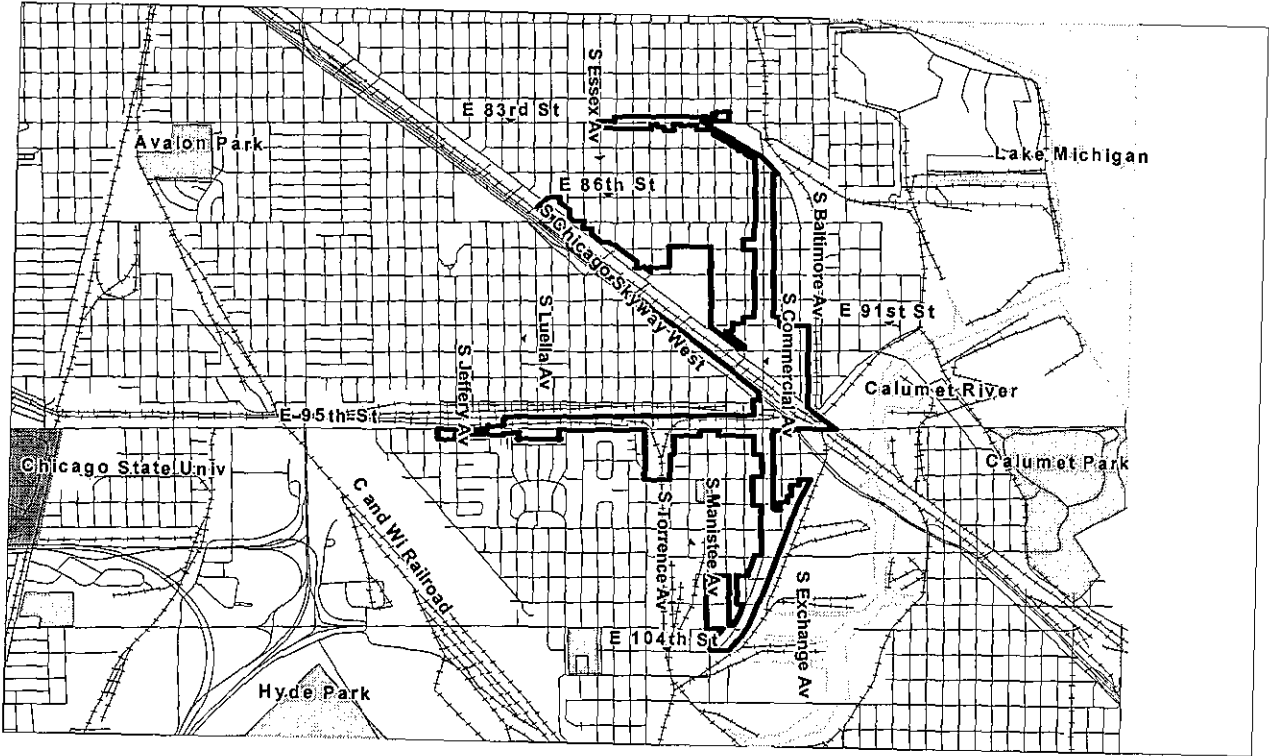 S Essex Av
E 83rd St
Avalon Park
Lake Michigan
E 86th St
S Chicago Skyway West
S Baltimore Av
S Luella Av
S Commercial Av
E 91st St
S Jeffery Av
Calumet River
E 95th St
Chicago State Univ
Calumet Park
C and WI Railroad
S Torrence Av
S Manistee Av
S Exchange Av
E 104th St
Hyde Park